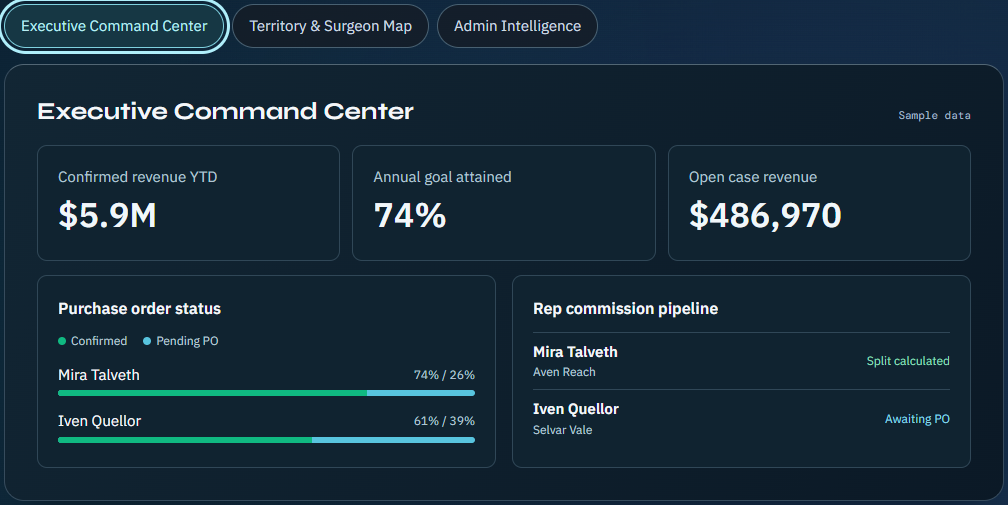 Executive Command Center
Territory & Surgeon Map
Admin Intelligence
Executive Command Center
Sample data
Confirmed revenue YTD
$5.9M
Annual goal attained
74%
Open case revenue
$486,970
Purchase order status
Confirmed
Pending PO
Mira Talveth
74% / 26%
Iven Quellor
61% / 39%
Rep commission pipeline
Mira Talveth
Aven Reach
Split calculated
Iven Quellor
Selvar Vale
Awaiting PO